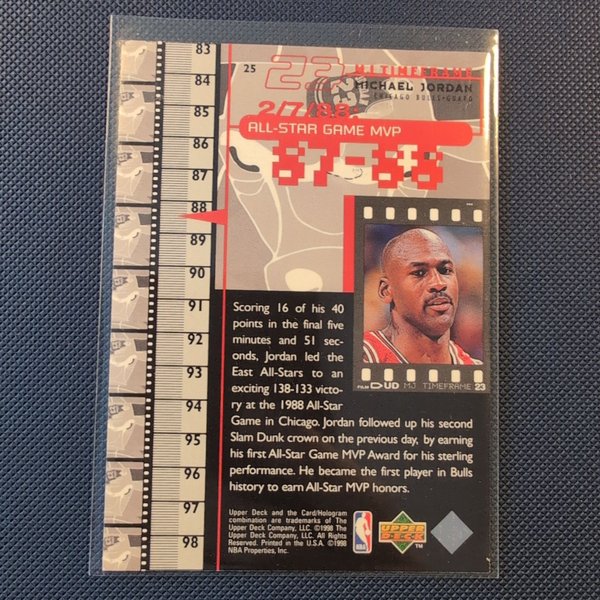 83
84
85
86
87
88
89
90
91
92
93
94
95
96
97
98
25
23
MJ TIMEFRAME
MICHAEL JORDAN
CHICAGO BULLS•GUARD
2/7/88:
ALL-STAR GAME MVP
87-88
FILM DUD MJ TIMEFRAME 23
Scoring 16 of his 40
points in the final five
minutes and 51 sec-
onds, Jordan led the
East All-Stars to an
exciting 138-133 victo-
ry at the 1988 All-Star
Game in Chicago. Jordan followed up his second
Slam Dunk crown on the previous day, by earning
his first All-Star Game MVP Award for his sterling
performance. He became the first player in Bulls
history to earn All-Star MVP honors.
Upper Deck and the Card/Hologram
combination are trademarks of The
Upper Deck Company, LLC. ©1998 The
Upper Deck Company, LLC. All Rights
Reserved. Printed in the U.S.A. ©1998
NBA Properties, Inc.
NBA
UPPER
DECK
TM